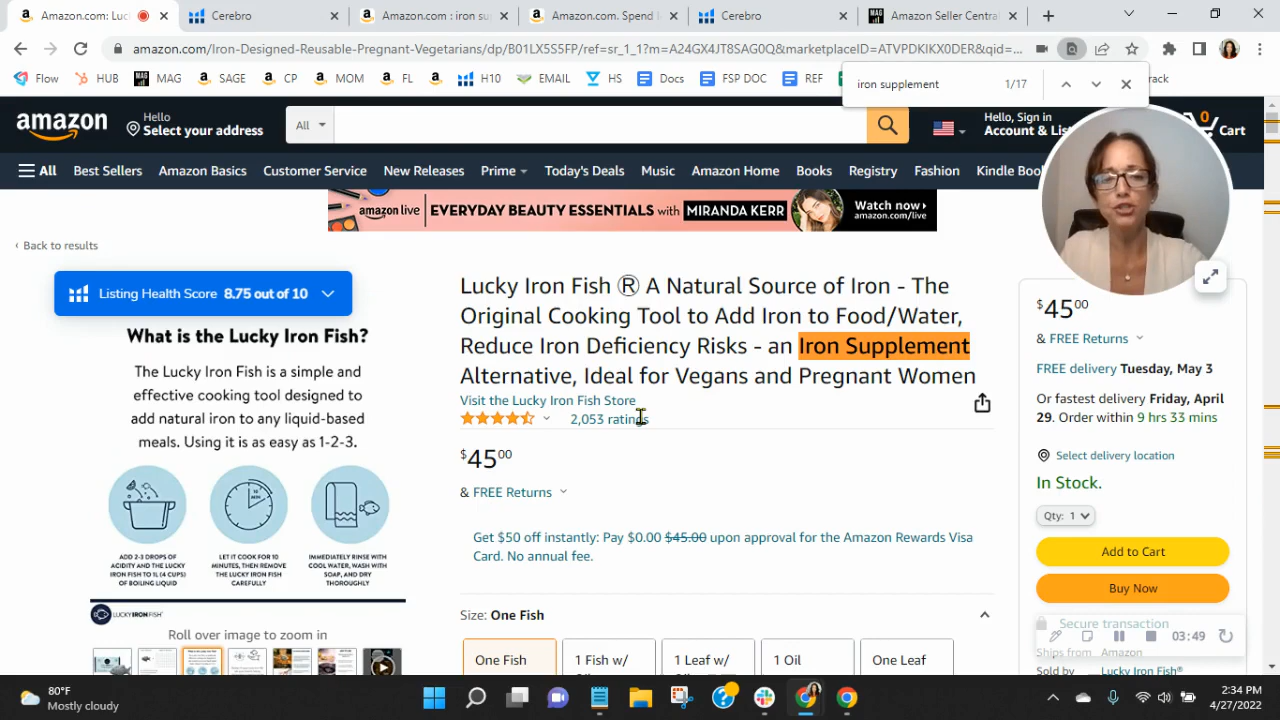 Amazon.com: Luc
Cerebro
Amazon.com : iron su
Amazon.com. Spend
Cerebro
Amazon Seller Centra
amazon.com/Iron-Designed-Reusable-Pregnant-Vegetarians/dp/B01LX5S5FP/ref=sr_1_1?m=A24GX4JT8SAG0Q&marketplaceID=ATVPDKIKX0DER&qid=...
Flow
HUB
MAG
SAGE
CP
MOM
FL
H10
EMAIL
HS
Docs
FSP DOC
REF
rack
iron supplement 1/17
amazon
Hello
Select your address
All
Hello, Sign in
Account & List
0
Cart
All
Best Sellers
Amazon Basics
Customer Service
New Releases
Prime
Today's Deals
Music
Amazon Home
Books
Registry
Fashion
Kindle Boo
amazon live
EVERYDAY BEAUTY ESSENTIALS with MIRANDA KERR
Watch now
amazon.com/live
‹ Back to results
Listing Health Score 8.75 out of 10
What is the Lucky Iron Fish?
The Lucky Iron Fish is a simple and
effective cooking tool designed to
add natural iron to any liquid-based
meals. Using it is as easy as 1-2-3.
10
MIN
ADD 2-3 DROPS OF
ACIDITY AND THE LUCKY
IRON FISH TO 1L (4 CUPS)
OF BOILING LIQUID
LET IT COOK FOR 10
MINUTES, THEN REMOVE
THE LUCKY IRON FISH
CAREFULLY
IMMEDIATELY RINSE WITH
COOL WATER, WASH WITH
SOAP, AND DRY
THOROUGHLY
LUCKY IRON FISH
Roll over image to zoom in
Lucky Iron Fish Ⓡ A Natural Source of Iron - The
Original Cooking Tool to Add Iron to Food/Water,
Reduce Iron Deficiency Risks - an Iron Supplement
Alternative, Ideal for Vegans and Pregnant Women
Visit the Lucky Iron Fish Store
2,053 ratings
$45 00
& FREE Returns
Get $50 off instantly: Pay $0.00 $45.00 upon approval for the Amazon Rewards Visa
Card. No annual fee.
Size: One Fish
One Fish
1 Fish w/
1 Leaf w/
1 Oil
One Leaf
$45 00
& FREE Returns
FREE delivery Tuesday, May 3
Or fastest delivery Friday, April
29. Order within 9 hrs 33 mins
Select delivery location
In Stock.
Qty: 1
Add to Cart
Buy Now
Secure transaction
03:49
Ships from Amazon
Sold by Lucky Iron Fish®
80°F
Mostly cloudy
2:34 PM
4/27/2022